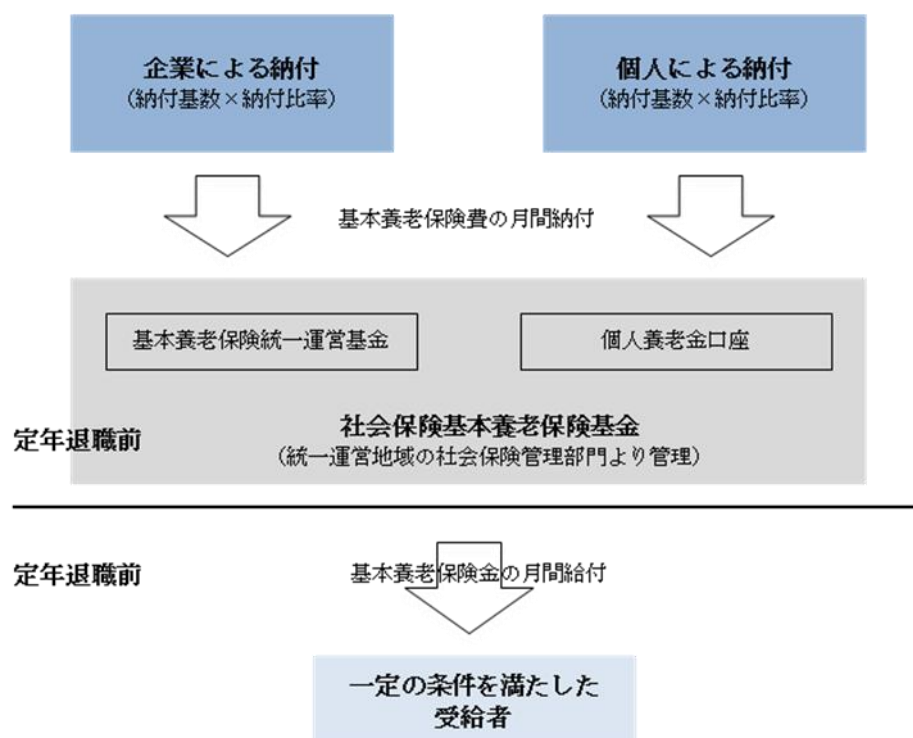 企業による納付
（納付基数×納付比率）
個人による納付
（納付基数×納付比率）
基本養老保険費の月間納付
基本養老保険統一運営基金
個人養老金口座
社会保険基本養老保険基金
（統一運営地域の社会保険管理部門より管理）
定年退職前
定年退職前
基本養老保険金の月間給付
一定の条件を満たした
受給者